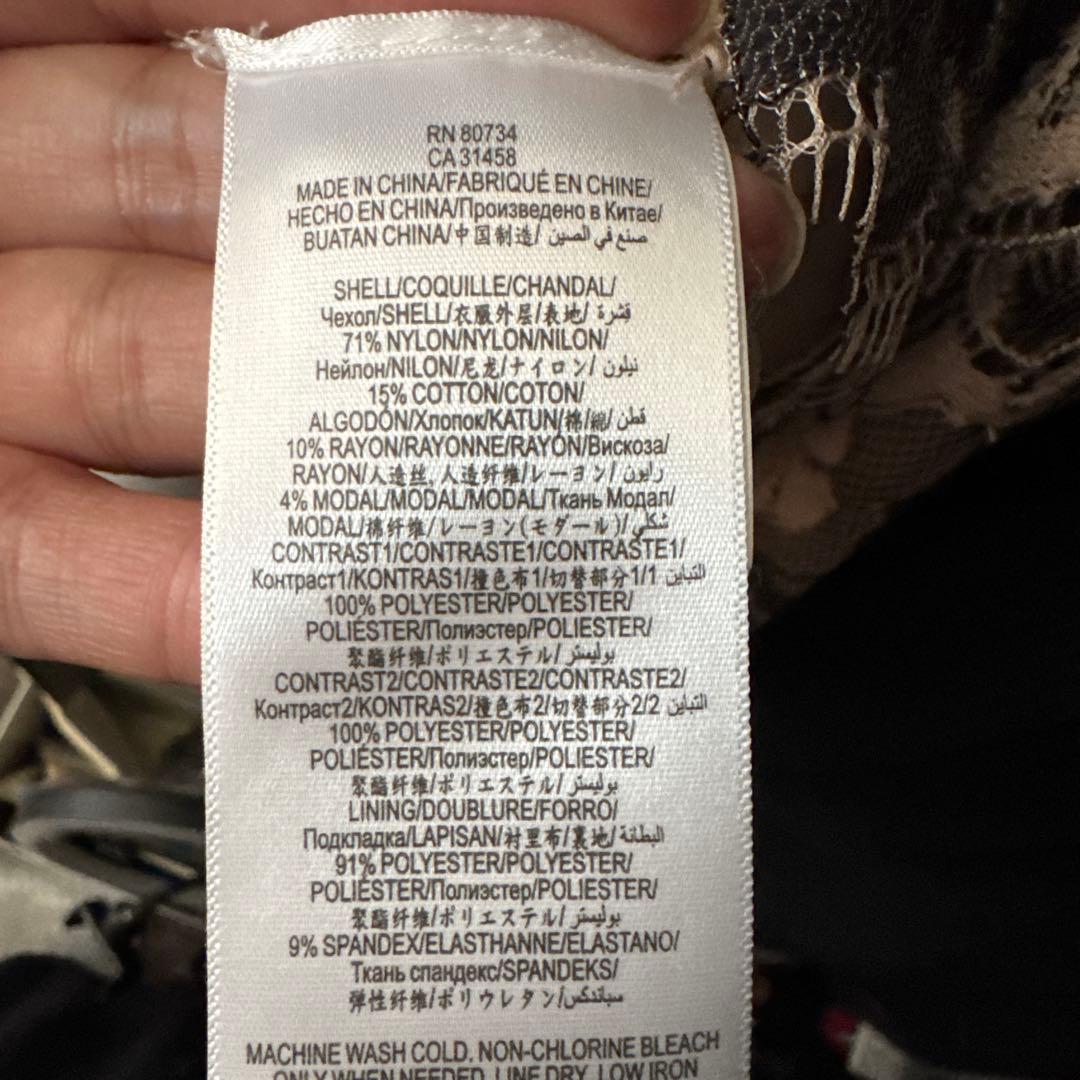 RN 80734
CA 31458
MADE IN CHINA/FABRIQUÉ EN CHINE/
HECHO EN CHINA/Произведено в Китае/
BUATAN CHINA/中国制造/ صنع في الصين
SHELL/COQUILLE/CHANDAL/
Чехол/SHELL/衣服外层/表地/ قشرة
71% NYLON/NYLON/NILON/
Нейлон/NILON/尼龙/ナイロン/ نيلون
15% COTTON/COTON/
ALGODÓN/Хлопок/KATUN/棉/綿/ قطن
10% RAYON/RAYONNE/RAYÓN/Вискоза/
RAYON/人造丝, 人造纤维/レーヨン/ رايون
4% MODAL/MODAL/MODAL/Ткань Модал/
MODAL/棉纤维/レーヨン(モダール)/ شكلي
CONTRAST1/CONTRASTE1/CONTRASTE1/
Контраст1/KONTRAS1/撞色布1/切替部分1/1 التباين
100% POLYESTER/POLYESTER/
POLIÉSTER/Полиэстер/POLIESTER/
聚酯纤维/ポリエステル/ بوليستر
CONTRAST2/CONTRASTE2/CONTRASTE2/
Контраст2/KONTRAS2/撞色布2/切替部分2/2 التباين
100% POLYESTER/POLYESTER/
POLIÉSTER/Полиэстер/POLIESTER/
聚酯纤维/ポリエステル/ بوليستر
LINING/DOUBLURE/FORRO/
Подкладка/LAPISAN/衬里布/裏地/ البطانة
91% POLYESTER/POLYESTER/
POLIÉSTER/Полиэстер/POLIESTER/
聚酯纤维/ポリエステル/ بوليستر
9% SPANDEX/ELASTHANNE/ELASTANO/
Ткань спандекс/SPANDEKS/
弹性纤维/ポリウレタン/سباندكس
MACHINE WASH COLD. NON-CHLORINE BLEACH
ONLY WHEN NEEDED. LINE DRY. LOW IRON